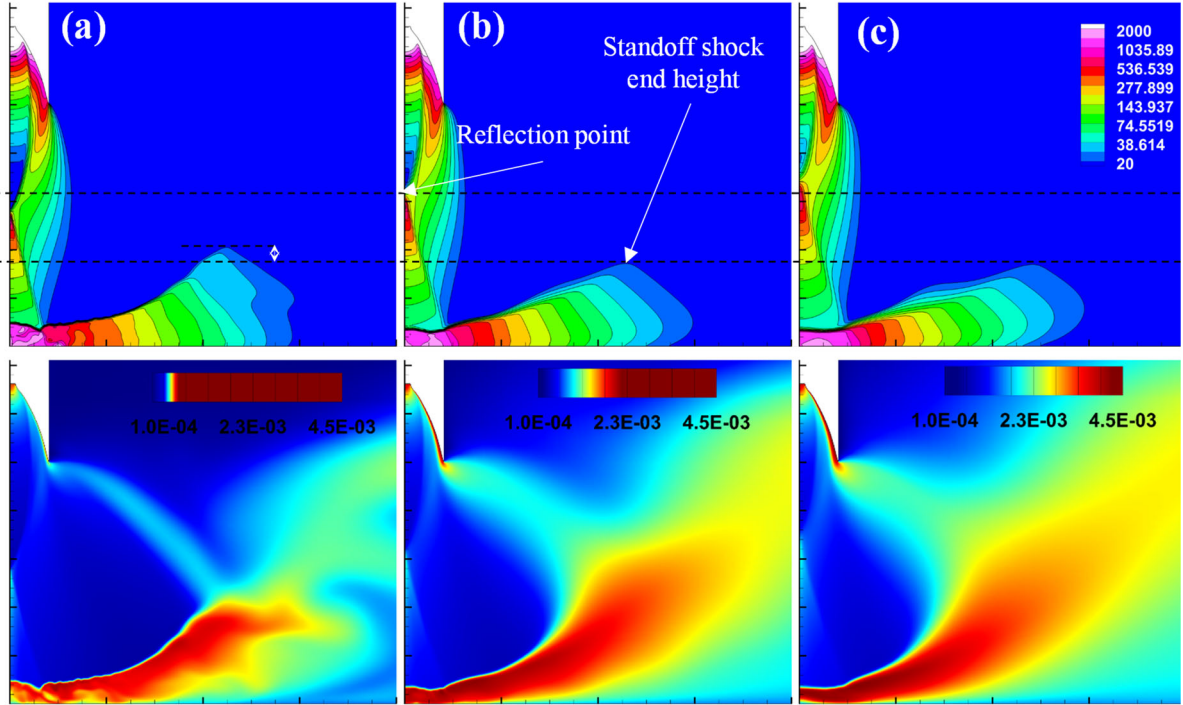 (a)
(b)
(c)
Standoff shock
end height
Reflection point
2000
1035.89
536.539
277.899
143.937
74.5519
38.614
20
1.0E-04 2.3E-03 4.5E-03
1.0E-04 2.3E-03 4.5E-03
1.0E-04 2.3E-03 4.5E-03